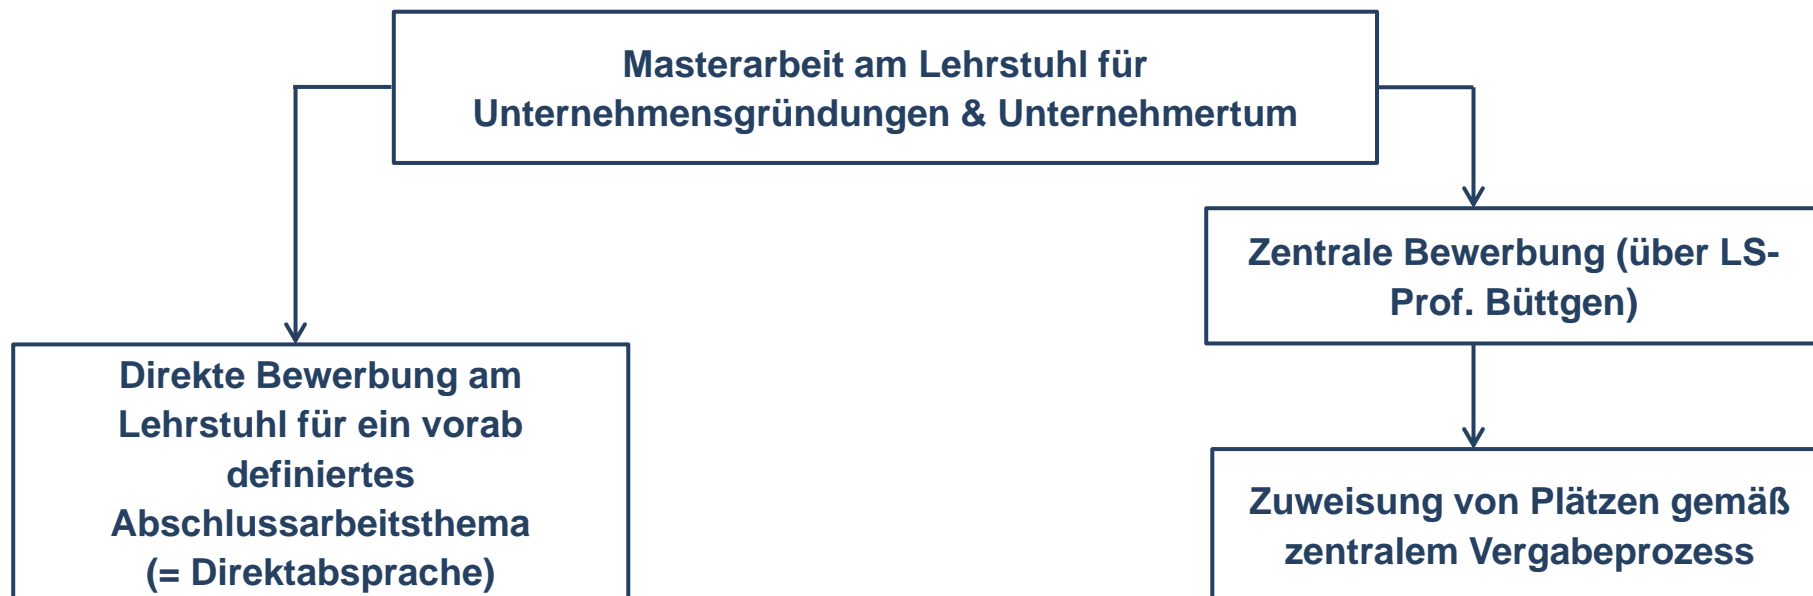 Masterarbeit am Lehrstuhl für
Unternehmensgründungen & Unternehmertum
Zentrale Bewerbung (über LS-
Prof. Büttgen)
Direkte Bewerbung am
Lehrstuhl für ein vorab
definiertes
Abschlussarbeitsthema
(= Direktabsprache)
Zuweisung von Plätzen gemäß
zentralem Vergabeprozess